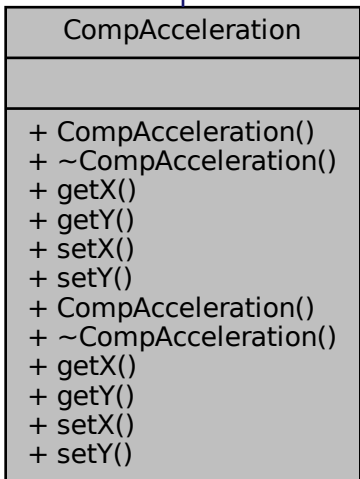 CompAcceleration
+ CompAcceleration()
+ ~CompAcceleration()
+ getX()
+ getY()
+ setX()
+ setY()
+ CompAcceleration()
+ ~CompAcceleration()
+ getX()
+ getY()
+ setX()
+ setY()